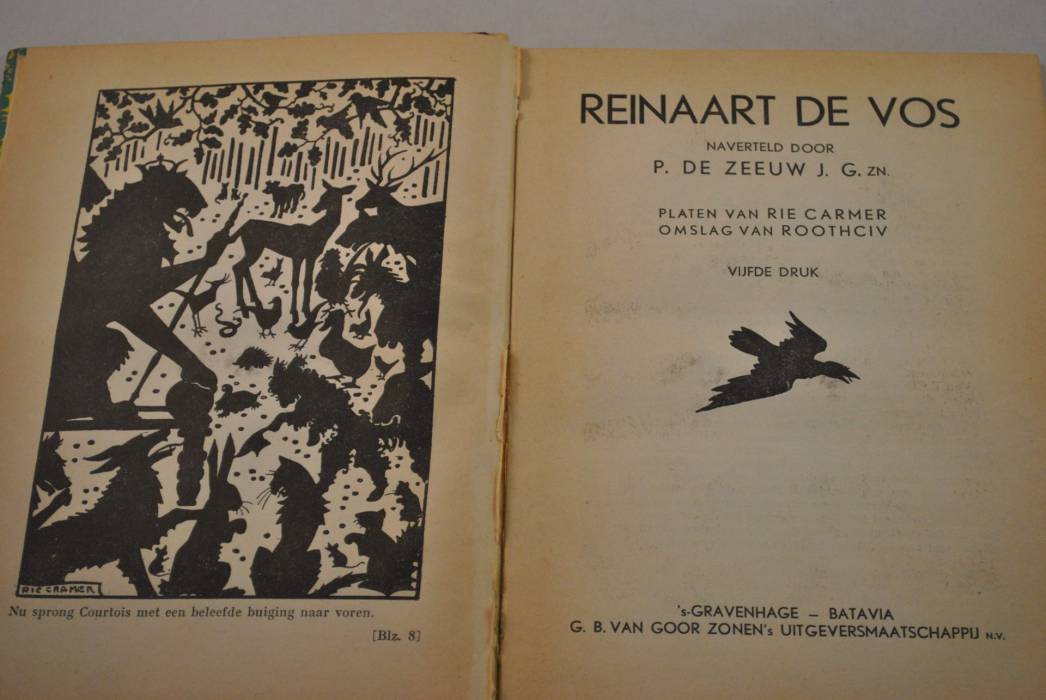 RIE CRAMER
Nu sprong Courtois met een beleefde buiging naar voren.
[Blz. 8]
REINAART DE VOS
NAVERTELD DOOR
P. DE ZEEUW J. G. ZN.
PLATEN VAN RIE CARMER
OMSLAG VAN ROOTHCIV
VIJFDE DRUK
's-GRAVENHAGE – BATAVIA
G. B. VAN GOOR ZONEN's UITGEVERSMAATSCHAPPIJ N.V.